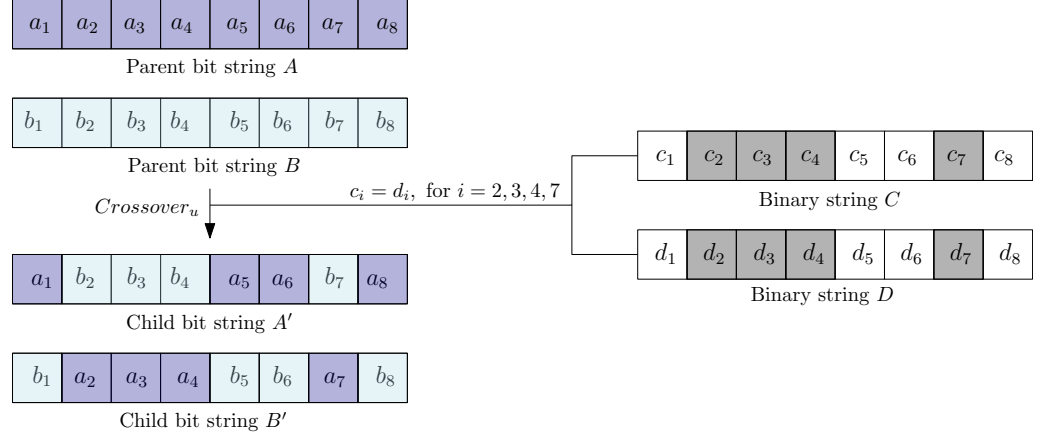 a₁ a₂ a₃ a₄ a₅ a₆ a₇ a₈
Parent bit string A
b₁ b₂ b₃ b₄ b₅ b₆ b₇ b₈
Parent bit string B
Crossoverᵤ
cᵢ = dᵢ, for i = 2, 3, 4, 7
a₁ b₂ b₃ b₄ a₅ a₆ b₇ a₈
Child bit string A′
b₁ a₂ a₃ a₄ b₅ b₆ a₇ b₈
Child bit string B′
c₁ c₂ c₃ c₄ c₅ c₆ c₇ c₈
Binary string C
d₁ d₂ d₃ d₄ d₅ d₆ d₇ d₈
Binary string D